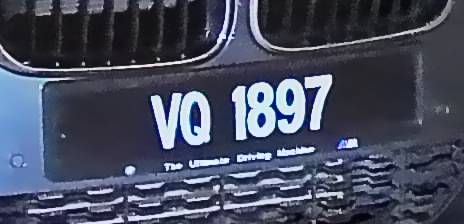 VQ 1897
The Ultimate Driving Machine